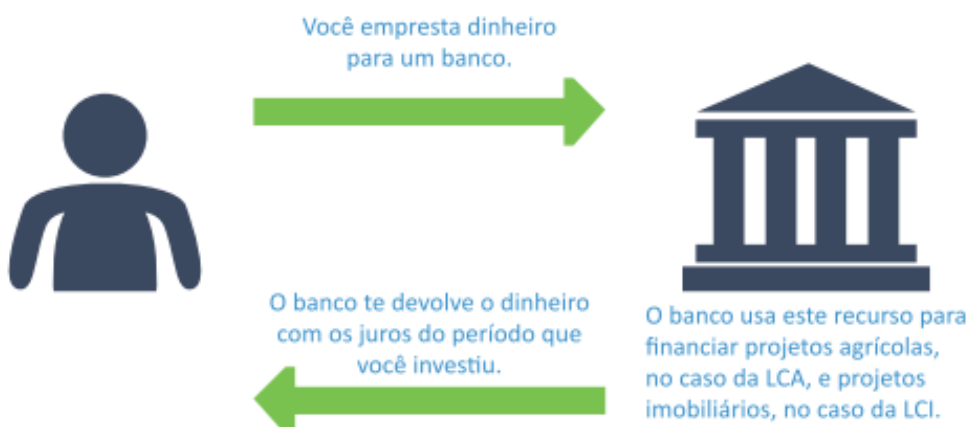 Você empresta dinheiro
para um banco.
O banco te devolve o dinheiro
com os juros do período que
você investiu.
O banco usa este recurso para
financiar projetos agrícolas,
no caso da LCA, e projetos
imobiliários, no caso da LCI.